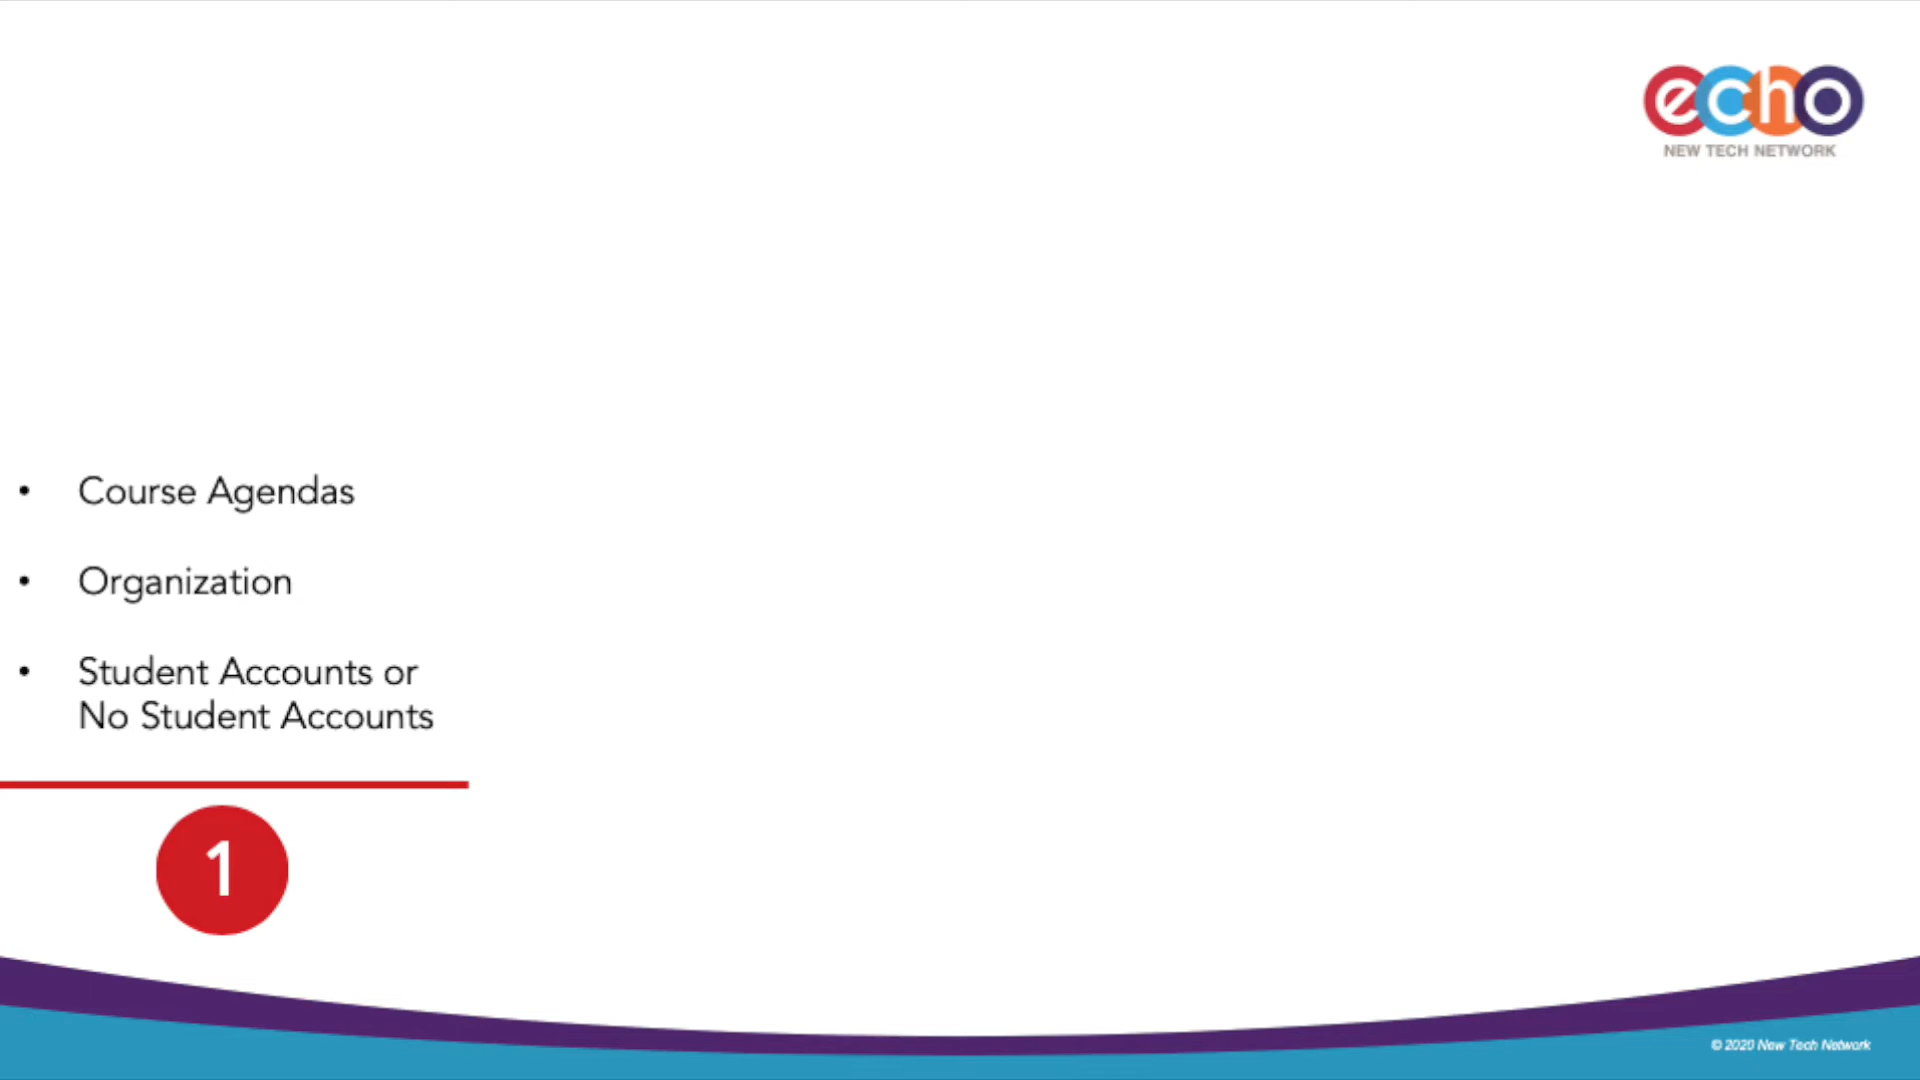 echo
NEW TECH NETWORK
• Course Agendas
• Organization
• Student Accounts or
No Student Accounts
1
© 2020 New Tech Network